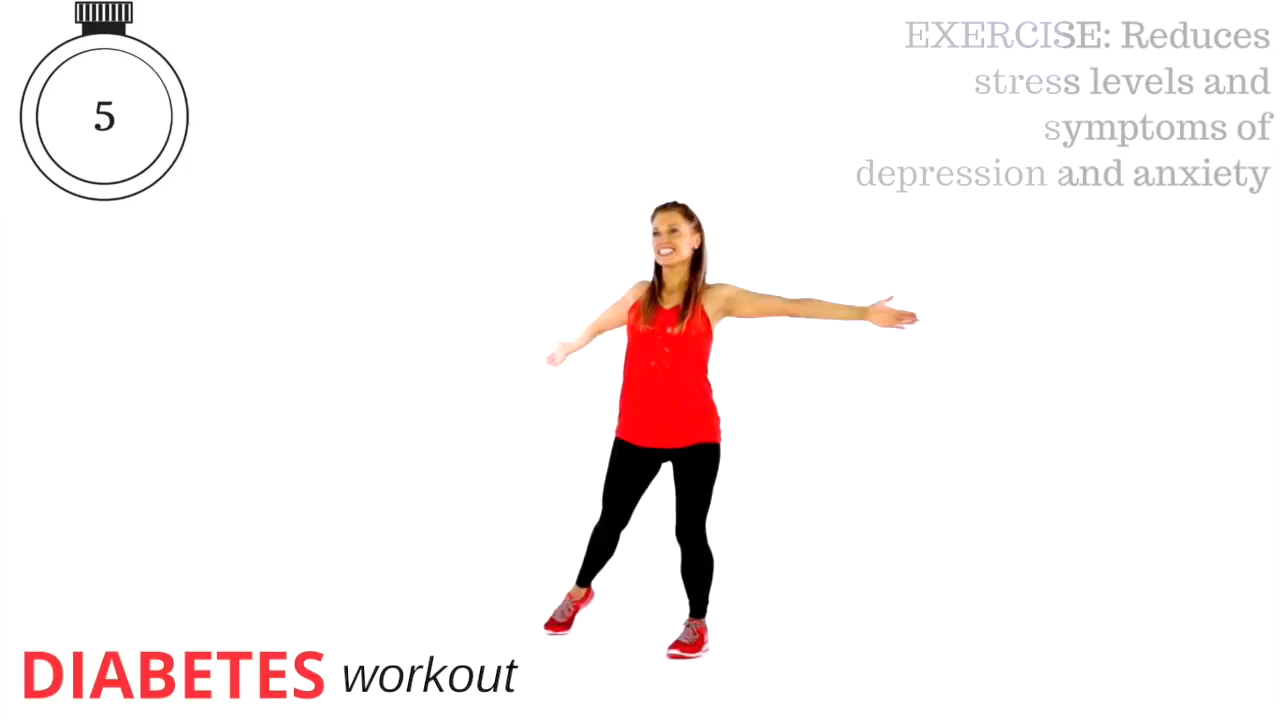 5
EXERCISE: Reduces
stress levels and
symptoms of
depression and anxiety
DIABETES workout